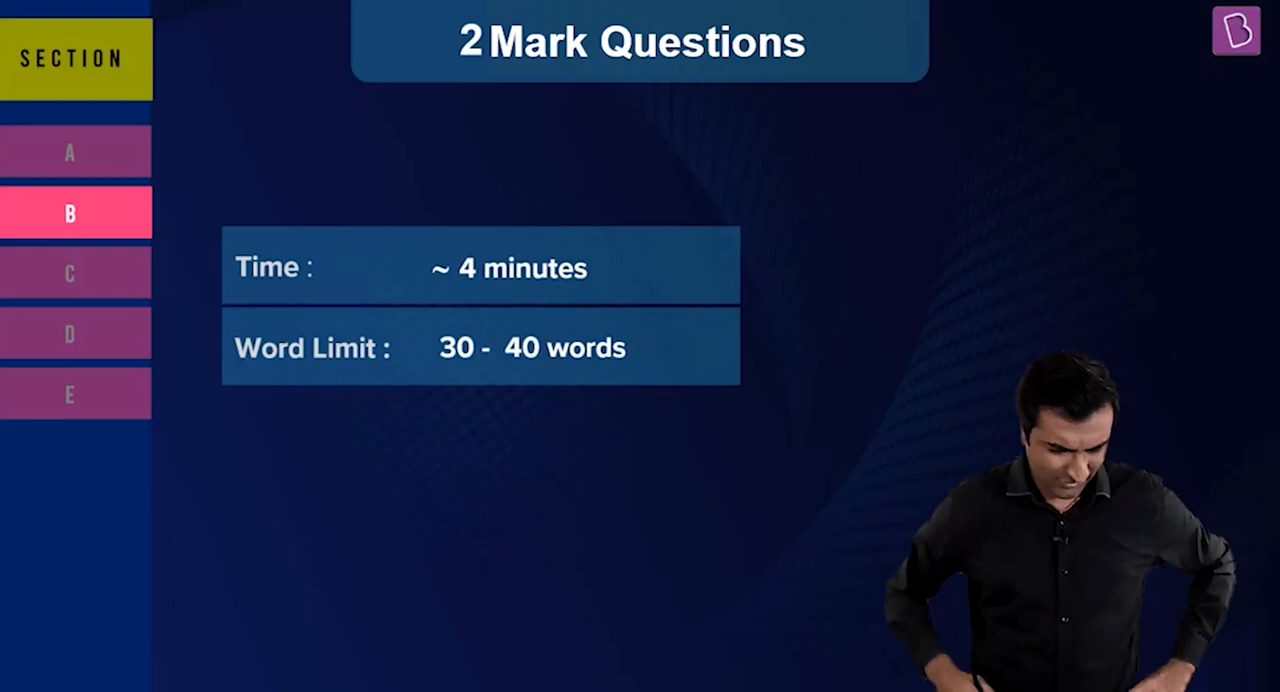 2 Mark Questions
SECTION
A
B
C
D
E
Time : ~ 4 minutes
Word Limit : 30 - 40 words
B